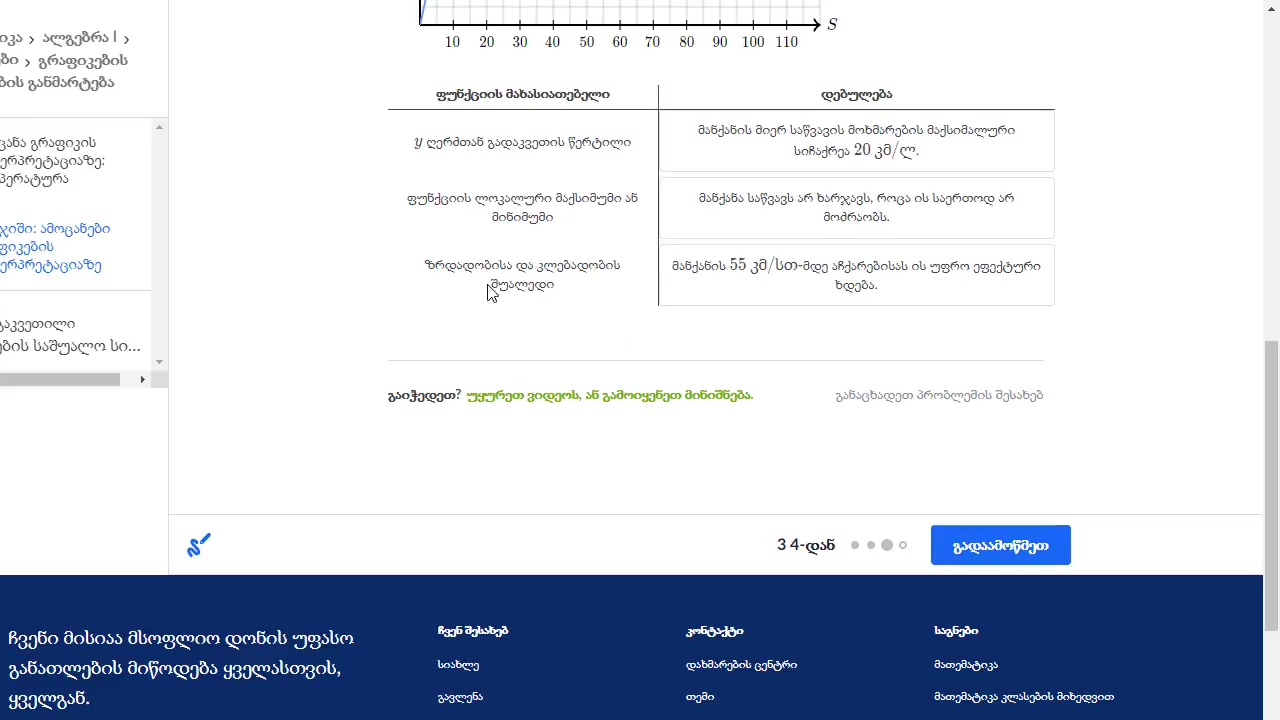 S
10 20 30 40 50 60 70 80 90 100 110
ალგებრა I ›
გრაფიკების
განმარტება
გრაფიკის
ამოცანები
გრაფიკების
საშუალო სი...
ფუნქციის მახასიათებელი
დებულება
y ღერძთან გადაკვეთის წერტილი
მანქანის მიერ საწვავის მოხმარების მაქსიმალური
სიჩაქრეა 20 კმ/ლ.
ფუნქციის ლოკალური მაქსიმუმი ან
მინიმუმი
მანქანა საწვავს არ ხარჯავს, როცა ის საერთოდ არ
მოძრაობს.
ზრდადობისა და კლებადობის
შუალედი
მანქანის 55 კმ/სთ-მდე აჩქარებისას ის უფრო ეფექტური
ხდება.
გაიჭედეთ? უყურეთ ვიდეოს, ან გამოიყენეთ მინიშნება.
განაცხადეთ პრობლემის შესახებ
3 4-დან
გადაამოწმეთ
ჩვენი მისიაა მსოფლიო დონის უფასო
განათლების მიწოდება ყველასთვის,
ყველგან.
ჩვენ შესახებ
სიახლე
გავლენა
კონტაქტი
დახმარების ცენტრი
თემი
საგნები
მათემატიკა
მათემატიკა კლასების მიხედვით